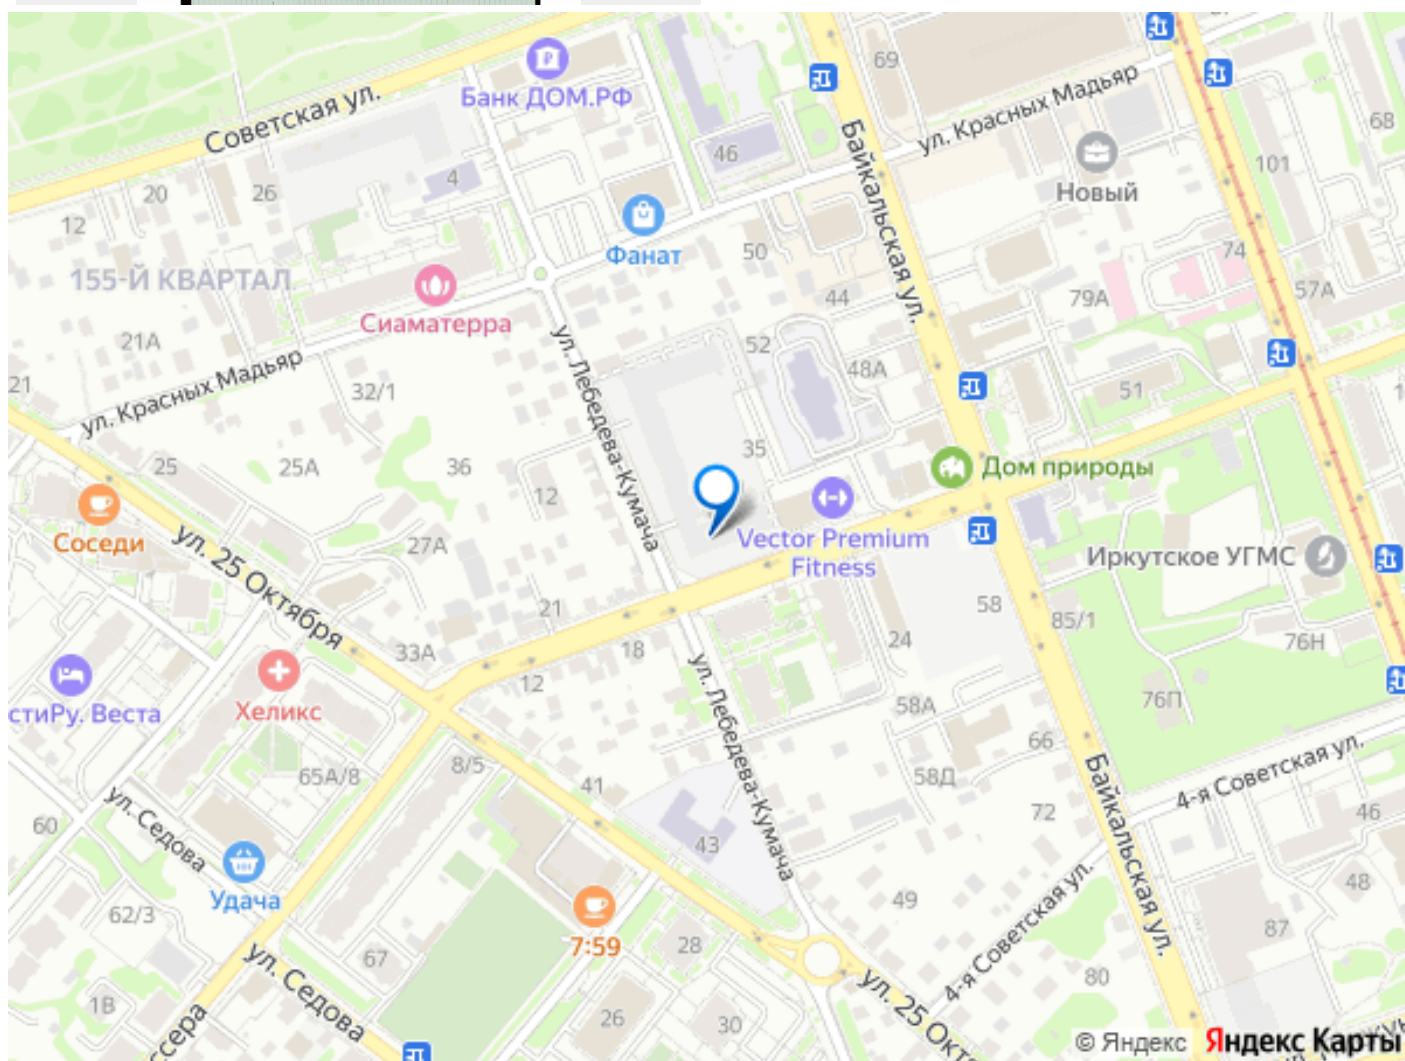 69
Банк ДОМ.РФ
ул. Красных Мадьяр
68
Советская ул.
Байкальская ул.
46
101
4
Новый
20
26
12
Фанат
50
74
155-Й КВАРТАЛ
79А
57А
44
Сиаматерра
21А
ул. Лебедева-Кумача
52
48А
21
ул. Красных Мадьяр
32/1
51
35
25
25А
36
Дом природы
12
Соседи
ул. 25 Октября
27А
Vector Premium
Fitness
Иркутское УГМС
58
21
85/1
33А
18
24
76Н
12
ул. Лебедева-Кумача
76П
58А
стиРу. Веста
Хеликс
66
Байкальская ул.
4-я Советская ул.
65А/8
8/5
41
58Д
72
46
ул. Седова
60
43
48
Удача
49
4-я Советская ул.
62/3
87
7:59
28
67
ул. Седова
80
1В
ул. 25 Окт
26
30
ссера
© Яндекс
Яндекс Карты